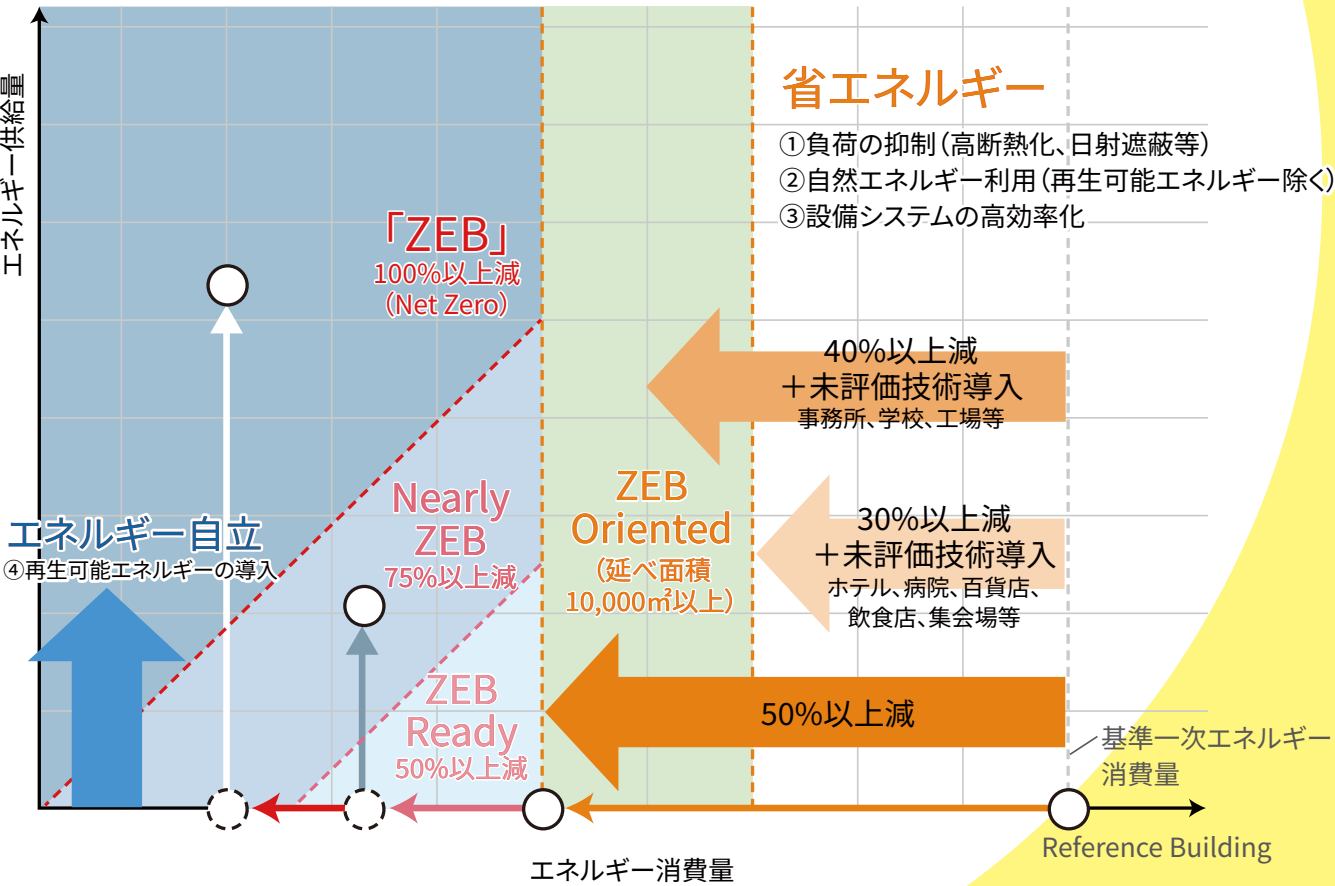 エネルギー供給量
省エネルギー
①負荷の抑制（高断熱化、日射遮蔽等）
②自然エネルギー利用（再生可能エネルギー除く）
③設備システムの高効率化
「ZEB」
100%以上減
（Net Zero）
40%以上減
＋未評価技術導入
事務所、学校、工場等
Nearly
ZEB
75%以上減
ZEB
Oriented
（延べ面積
10,000㎡以上）
30%以上減
＋未評価技術導入
ホテル、病院、百貨店、
飲食店、集会場等
エネルギー自立
④再生可能エネルギーの導入
ZEB
Ready
50%以上減
50%以上減
基準一次エネルギー
消費量
Reference Building
エネルギー消費量